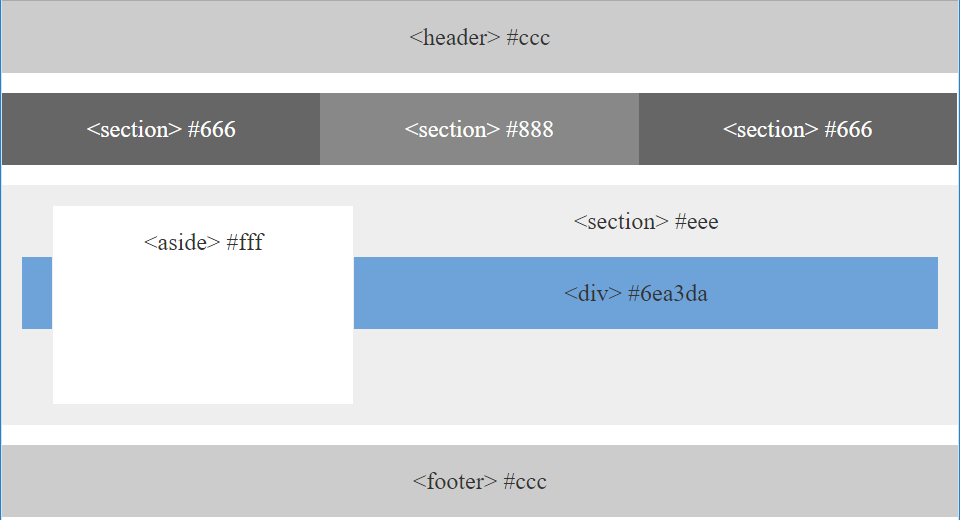 <header> #ccc
<section> #666
<section> #888
<section> #666
<section> #eee
<aside> #fff
<div> #6ea3da
<footer> #ccc